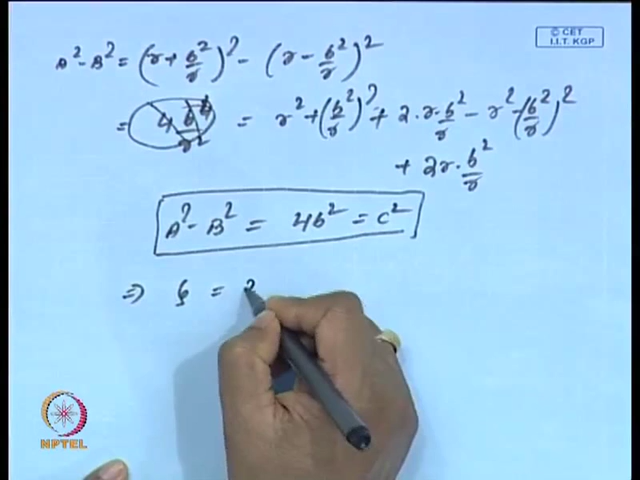 © CET
I.I.T. KGP
A² - B² = (r + b²/r)² - (r - b²/r)²
= 4b⁴/r² = r² + (b²/r)² + 2·r·b²/r - r² - (b²/r)²
+ 2r·b²/r
A² - B² = 4b² = c²
⇒ ϛ =
NPTEL